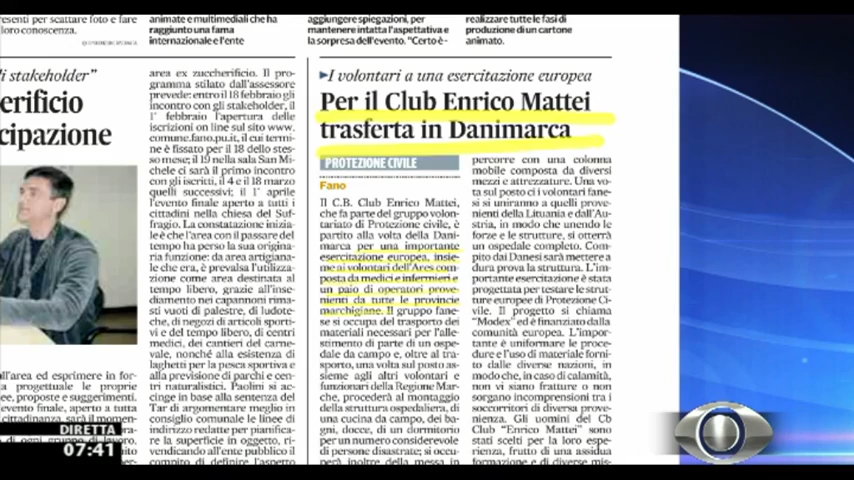 resenti per scattare foto e fare
loro conoscenza.
animate e multimediali che ha
raggiunto una fama
internazionale e l'ente
aggiungere spiegazioni, per
mantenere intatta l'aspettativa e
la sorpresa dell'evento. "Certo è -
realizzare tutte le fasi di
produzione di un cartone
animato.
di stakeholder”
erificio
cipazione
all'area ed esprimere in for-
a progettuale le proprie
ee, proposte e suggerimenti.
evento finale, aperto a tutta
cittadinanza, sarà il momen-
area ex zuccherificio. Il pro-
gramma stilato dall'assessore
prevede: entro il 18 febbraio gli
incontro con gli stakeholder, il
1° febbraio l'apertura delle
iscrizioni on line sul sito www.
comune.fano.pu.it, il cui termi-
ne è fissato per il 18 dello stes-
so mese; il 19 nella sala San Mi-
chele ci sarà il primo incontro
con gli iscritti, il 4 e il 18 marzo
quelli successivi; il 1° aprile
l'evento finale aperto a tutti i
cittadini nella chiesa del Suf-
fragio. La constatazione inizia-
le è che l'area con il passare del
tempo ha perso la sua origina-
ria funzione: da area artigiana-
le che era, è prevalsa l'utilizza-
zione come area destinata al
tempo libero, grazie all'inse-
diamento nei capannoni rima-
sti vuoti di palestre, di ludote-
che, di negozi di articoli sporti-
vi e del tempo libero, di centri
medici, dei cantieri del carne-
vale, nonché alla esistenza di
laghetti per la pesca sportiva e
alla previsione di parchi e cen-
tri naturalistici. Paolini si ac-
cinge in base alla sentenza del
Tar di argomentare meglio in
consiglio comunale le linee di
indirizzo redatte per pianifica-
re la superficie in oggetto, ri-
vendicando all'ente pubblico il
compito di definire l'aspetto
I volontari a una esercitazione europea
Per il Club Enrico Mattei
trasferta in Danimarca
PROTEZIONE CIVILE
Fano
Il C.B. Club Enrico Mattei,
che fa parte del gruppo volon-
tariato di Protezione civile, è
partito alla volta della Dani-
marca per una importante
esercitazione europea, insie-
me ai volontari dell'Ares com-
posta da medici e infermieri e
un paio di operatori prove-
nienti da tutte le provincie
marchigiane. Il gruppo fane-
se si occupa del trasporto dei
materiali necessari per l'alle-
stimento di parte di un ospe-
dale da campo e, oltre al tra-
sporto, una volta sul posto as-
sieme agli altri volontari e
funzionari della Regione Mar-
che, procederà al montaggio
della struttura ospedaliera, di
una cucina da campo, dei ba-
gni, docce, di un dormitorio
per un numero considerevole
di persone disastrate; si occu-
perà inoltre della messa in
percorre con una colonna
mobile composta da diversi
mezzi e attrezzature. Una vo-
ta sul posto ci i volontari fane-
si si uniranno a quelli prove-
nienti della Lituania e dall'Au-
stria, in modo che unendo le
forze e le strutture, si otterrà
un ospedale completo. Com-
pito dai Danesi sarà mettere a
dura prova la struttura. L'im-
portante esercitazione è stata
progettata per testare le strut-
ture europee di Protezione Ci-
vile. Il progetto si chiama
“Modex” ed è finanziato dalla
comunità europea. L'impor-
tante è uniformare le proce-
dure e l'uso di materiale forni-
to dalle diverse nazioni, in
modo che, in caso di calamità,
non vi siano fratture o non
sorgano incomprensioni tra i
soccorritori di diversa prove-
nienza. Gli uomini del Cb
Club “Enrico Mattei” sono
stati scelti per la loro espe-
rienza, frutto di una assidua
formazione e di diverse mis-
DIRETTA
07:41